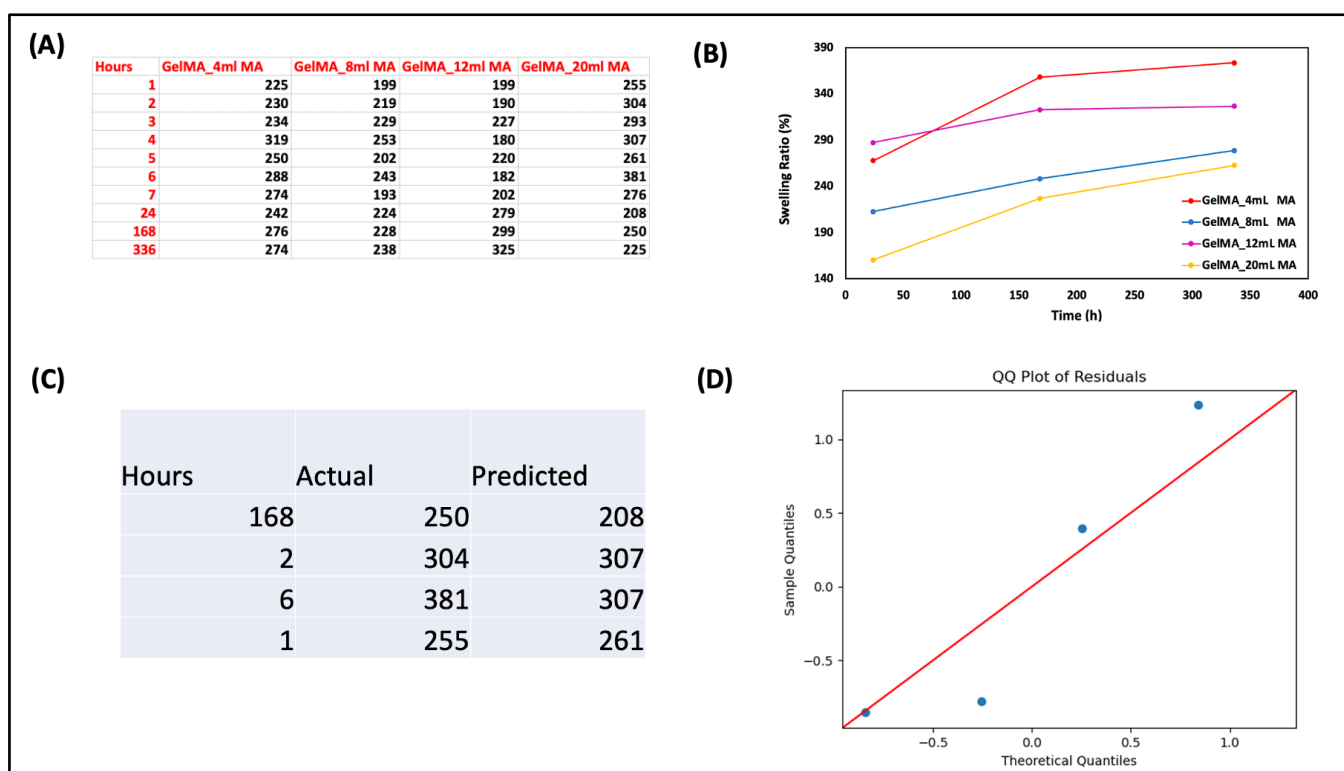 (A)
Hours GelMA_4ml MA GelMA_8ml MA GelMA_12ml MA GelMA_20ml MA
1 225 199 199 255
2 230 219 190 304
3 234 229 227 293
4 319 253 180 307
5 250 202 220 261
6 288 243 182 381
7 274 193 202 276
24 242 224 279 208
168 276 228 299 250
336 274 238 325 225
(B)
Swelling Ratio (%)
390
340
290
240
190
140
0 50 100 150 200 250 300 350 400
Time (h)
GelMA_4mL MA
GelMA_8mL MA
GelMA_12mL MA
GelMA_20mL MA
(C)
Hours Actual Predicted
168 250 208
2 304 307
6 381 307
1 255 261
(D)
QQ Plot of Residuals
Sample Quantiles
1.0
0.5
0.0
−0.5
−0.5 0.0 0.5 1.0
Theoretical Quantiles